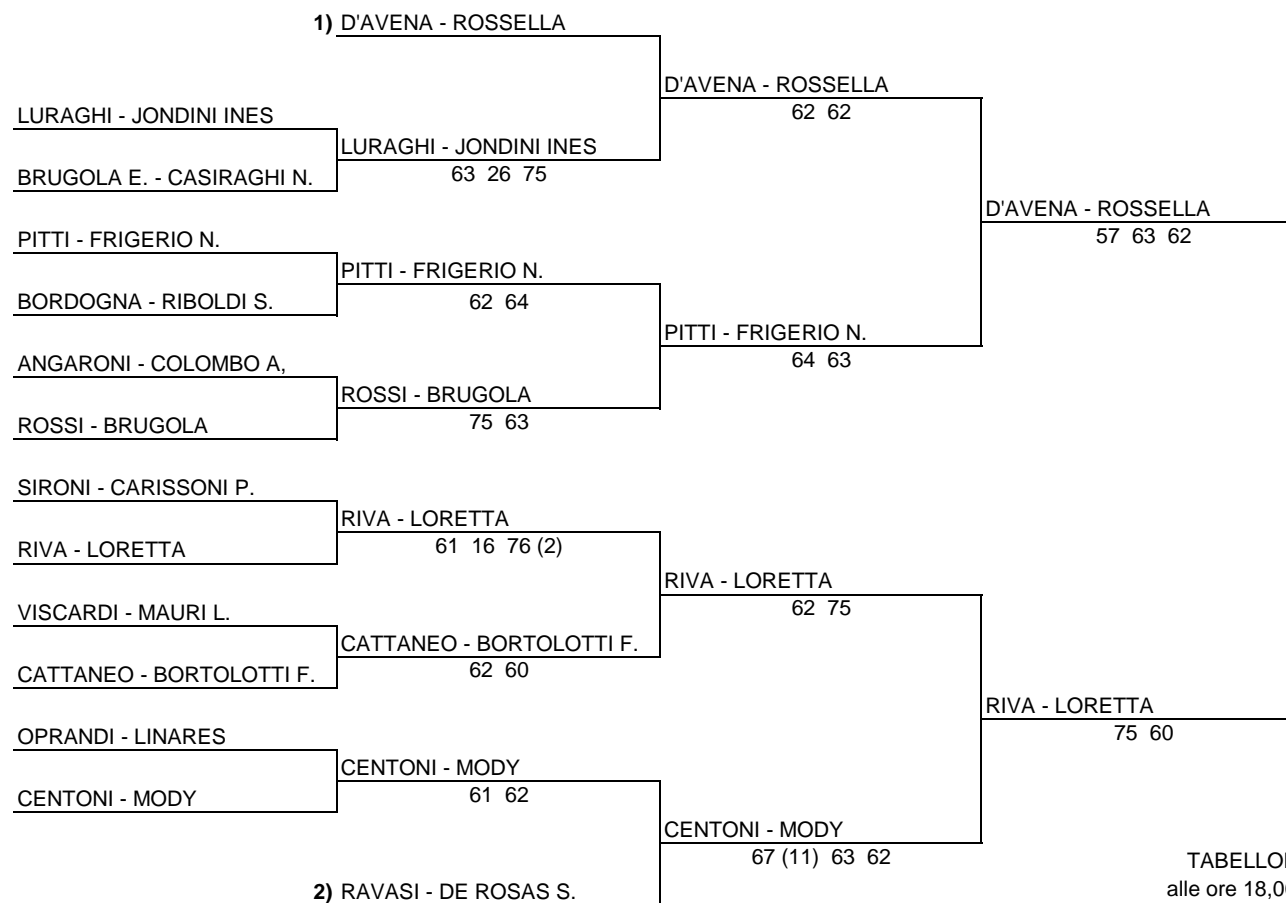 1) D'AVENA - ROSSELLA
D'AVENA - ROSSELLA
62 62
LURAGHI - JONDINI INES
LURAGHI - JONDINI INES
63 26 75
BRUGOLA E. - CASIRAGHI N.
D'AVENA - ROSSELLA
57 63 62
PITTI - FRIGERIO N.
PITTI - FRIGERIO N.
62 64
BORDOGNA - RIBOLDI S.
PITTI - FRIGERIO N.
64 63
ANGARONI - COLOMBO A,
ROSSI - BRUGOLA
75 63
ROSSI - BRUGOLA
SIRONI - CARISSONI P.
RIVA - LORETTA
61 16 76 (2)
RIVA - LORETTA
RIVA - LORETTA
62 75
VISCARDI - MAURI L.
CATTANEO - BORTOLOTTI F.
62 60
CATTANEO - BORTOLOTTI F.
RIVA - LORETTA
75 60
OPRANDI - LINARES
CENTONI - MODY
61 62
CENTONI - MODY
CENTONI - MODY
67 (11) 63 62
2) RAVASI - DE ROSAS S.
alle ore